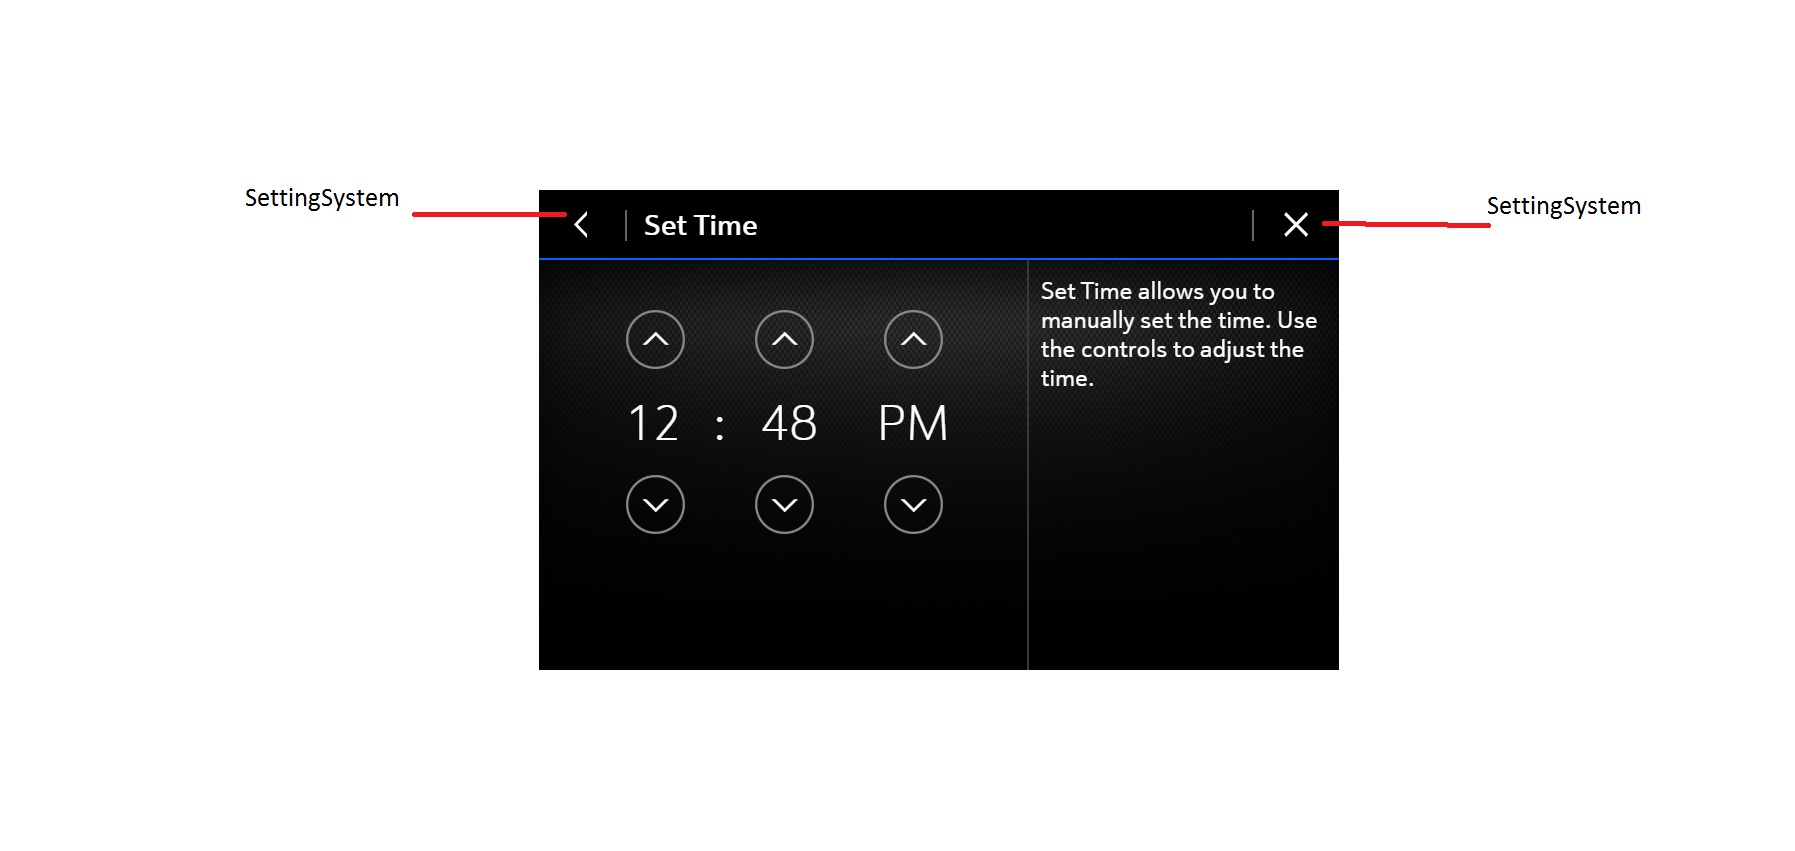 SettingSystem
SettingSystem
Set Time
Set Time allows you to
manually set the time. Use
the controls to adjust the
time.
12 : 48 PM